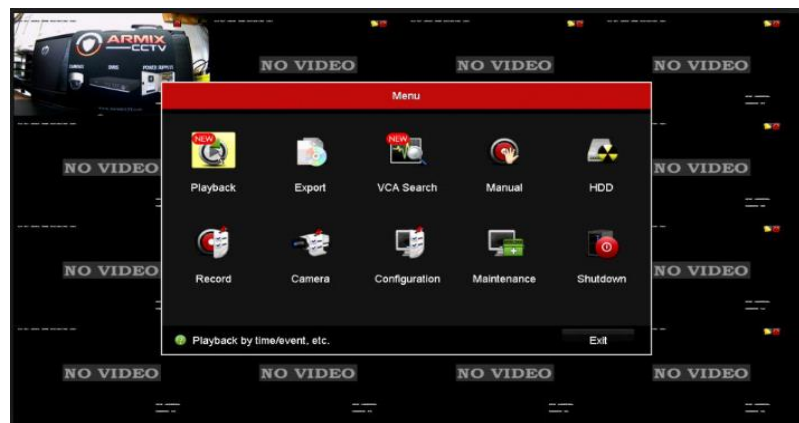 ARMIX
CCTV
NO VIDEO
NO VIDEO
NO VIDEO
Menu
NEW
NEW
Playback
Export
VCA Search
Manual
HDD
NO VIDEO
NO VIDEO
Record
Camera
Configuration
Maintenance
Shutdown
NO VIDEO
NO VIDEO
Playback by time/event, etc.
Exit
NO VIDEO
NO VIDEO
NO VIDEO
NO VIDEO